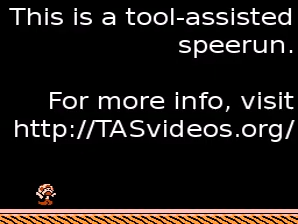 This is a tool-assisted
speerun.
For more info, visit
http://TASvideos.org/